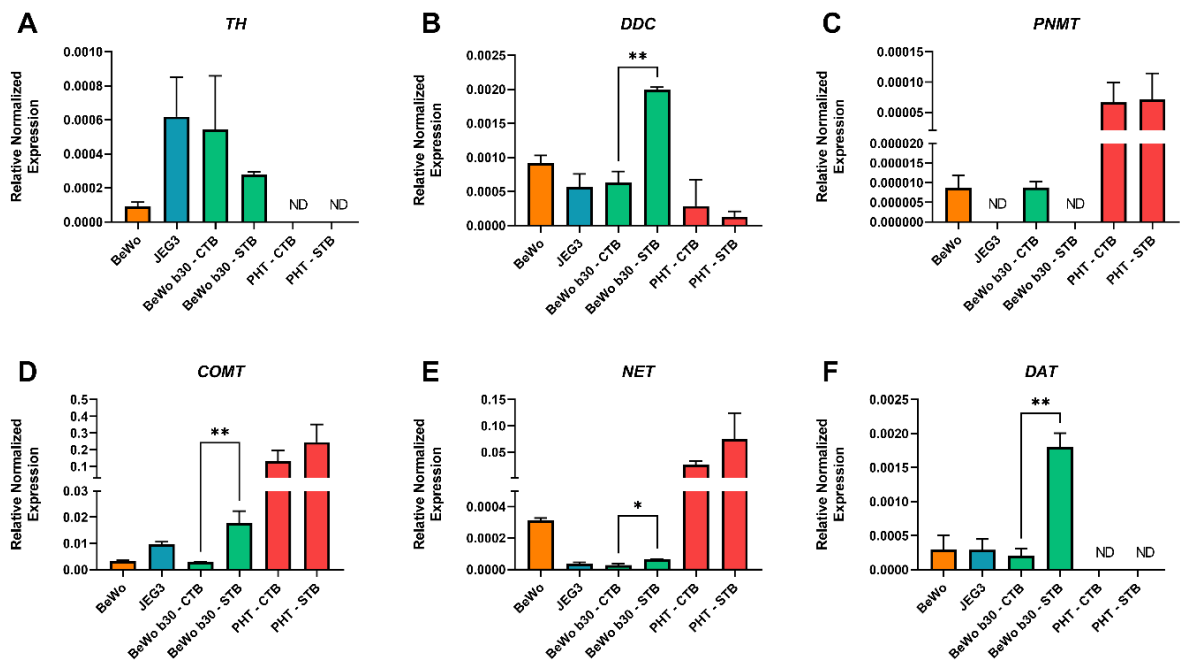 A
TH
Relative Normalized
Expression
0.0010
0.0008
0.0006
0.0004
0.0002
0.0000
ND
ND
BeWo
JEG3
BeWo b30 - CTB
BeWo b30 - STB
PHT - CTB
PHT - STB
B
DDC
Relative Normalized
Expression
0.0025
0.0020
0.0015
0.0010
0.0005
0.0000
**
BeWo
JEG3
BeWo b30 - CTB
BeWo b30 - STB
PHT - CTB
PHT - STB
C
PNMT
Relative Normalized
Expression
0.00015
0.00010
0.00005
0.000020
0.000015
0.000010
0.000005
0.000000
ND
ND
BeWo
JEG3
BeWo b30 - CTB
BeWo b30 - STB
PHT - CTB
PHT - STB
D
COMT
Relative Normalized
Expression
0.5
0.4
0.3
0.2
0.1
0.03
0.02
0.01
0.00
**
BeWo
JEG3
BeWo b30 - CTB
BeWo b30 - STB
PHT - CTB
PHT - STB
E
NET
Relative Normalized
Expression
0.15
0.10
0.05
0.0004
0.0002
0.0000
*
BeWo
JEG3
BeWo b30 - CTB
BeWo b30 - STB
PHT - CTB
PHT - STB
F
DAT
Relative Normalized
Expression
0.0025
0.0020
0.0015
0.0010
0.0005
0.0000
**
ND
ND
BeWo
JEG3
BeWo b30 - CTB
BeWo b30 - STB
PHT - CTB
PHT - STB